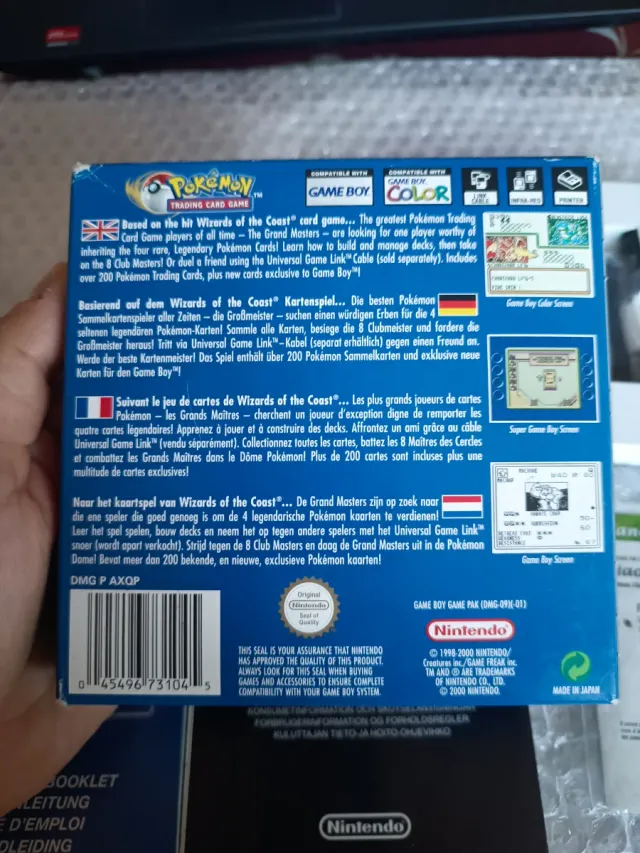 POKéMON™
TRADING CARD GAME
COMPATIBLE WITH
GAME BOY
COMPATIBLE WITH
GAME BOY
COLOR
LINK
CABLE
INFRA-RED
PRINTER
Based on the hit Wizards of the Coast® card game... The greatest Pokémon Trading
Card Game players of all time – The Grand Masters – are looking for one player worthy of
inheriting the four rare, Legendary Pokémon Cards! Learn how to build and manage decks, then take
on the 8 Club Masters! Or duel a friend using the Universal Game Link™ Cable (sold separately). Includes
over 200 Pokémon Trading Cards, plus new cards exclusive to Game Boy!
Game Boy Color Screen
Basierend auf dem Wizards of the Coast® Kartenspiel... Die besten Pokémon
Sammelkartenspieler aller Zeiten – die Großmeister – suchen einen würdigen Erben für die 4
seltenen legendären Pokémon-Karten! Sammle alle Karten, besiege die 8 Clubmeister und fordere die
Großmeister heraus! Tritt via Universal Game Link™-Kabel (separat erhältlich) gegen einen Freund an.
Werde der beste Kartenmeister! Das Spiel enthält über 200 Pokémon Sammelkarten und exklusive neue
Karten für den Game Boy™!
Super Game Boy Screen
Suivant le jeu de cartes de Wizards of the Coast®... Les plus grands joueurs de cartes
Pokémon – les Grands Maîtres – cherchent un joueur d'exception digne de remporter les
quatre cartes légendaires! Apprenez à jouer et à construire des decks. Affrontez un ami grâce au câble
Universal Game Link™ (vendu séparément). Collectionnez toutes les cartes, battez les 8 Maîtres des Cercles
et combattez les Grands Maîtres dans le Dôme Pokémon! Plus de 200 cartes sont incluses plus une
multitude de cartes exclusives!
Naar het kaartspel van Wizards of the Coast®... De Grand Masters zijn op zoek naar
die ene speler die goed genoeg is om de 4 legendarische Pokémon kaarten te verdienen!
Leer het spel spelen, bouw decks en neem het op tegen andere spelers met het Universal Game Link™
snoer (wordt apart verkocht). Strijd tegen de 8 Club Masters en daag de Grand Masters uit in de Pokémon
Dome! Bevat meer dan 200 bekende, en nieuwe, exclusieve Pokémon kaarten!
Game Boy Screen
DMG P AXQP
0 45496 73104 5
Original
Nintendo
Seal of
Quality
THIS SEAL IS YOUR ASSURANCE THAT NINTENDO
HAS APPROVED THE QUALITY OF THIS PRODUCT.
ALWAYS LOOK FOR THIS SEAL WHEN BUYING
GAMES AND ACCESSORIES TO ENSURE COMPLETE
COMPATIBILITY WITH YOUR GAME BOY SYSTEM.
GAME BOY GAME PAK (DMG-09)(-01)
Nintendo®
© 1998-2000 NINTENDO/
Creatures inc./GAME FREAK inc.
TM AND ® ARE TRADEMARKS
OF NINTENDO CO., LTD.
© 2000 NINTENDO.
MADE IN JAPAN
KONSUMENTINFORMATION OCH SKÖTSELANVISNINGAR
FORBRUGERINFORMATION OG FORHOLDSREGLER
KULUTTAJAN TIETO-JA HOITO-OHJEVIHKO
BOOKLET
LEITUNG
D'EMPLOI
DLEIDING
Nintendo